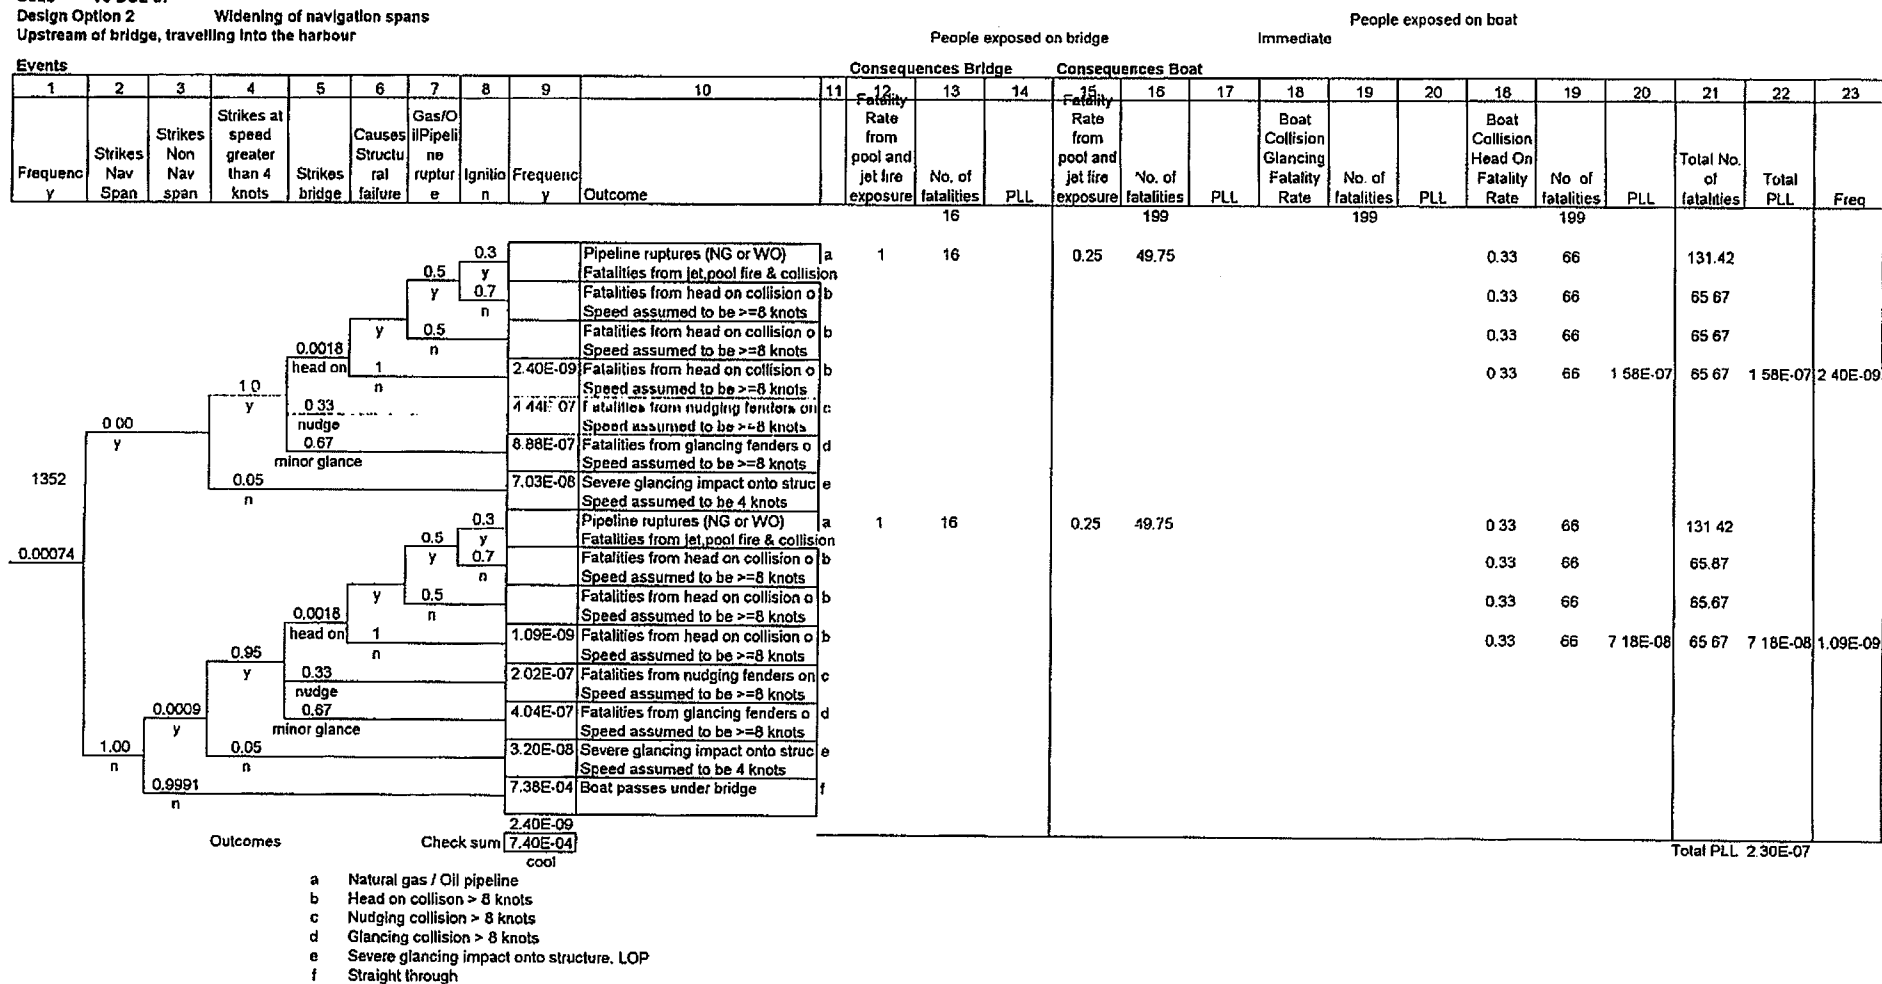 Design Option 2 Widening of navigation spans
People exposed on boat
Upstream of bridge, travelling into the harbour
People exposed on bridge Immediate
Events Consequences Bridge Consequences Boat
1 2 3 4 5 6 7 8 9 10 11 12 13 14 15 16 17 18 19 20 18 19 20 21 22 23
Frequenc y
Strikes Nav Span
Strikes Non Nav span
Strikes at speed greater than 4 knots
Strikes bridge
Causes Structu ral failure
Gas/O ilPipeli ne ruptur e
Ignitio n
Frequenc y
Outcome
Fatality Rate from pool and jet fire exposure
No. of fatalities
PLL
Fatality Rate from pool and jet fire exposure
No. of fatalities
PLL
Boat Collision Glancing Fatality Rate
No. of fatalities
PLL
Boat Collision Head On Fatality Rate
No of fatalities
PLL
Total No. of fatalities
Total PLL
Freq
16 199 199 199
0.3 Pipeline ruptures (NG or WO) a 1 16 0.25 49.75 0.33 66 131.42
0.5 y Fatalities from jet,pool fire & collision
y 0.7 Fatalities from head on collision o b 0.33 66 65 67
n Speed assumed to be >=8 knots
y 0.5 Fatalities from head on collision o b 0.33 66 65 67
0.0018 n Speed assumed to be >=8 knots
head on 1 2.40E-09 Fatalities from head on collision o b 0 33 66 1 58E-07 65 67 1 58E-07 2 40E-09
1 0 n Speed assumed to be >=8 knots
y 0 33 4 44E 07 Fatalities from nudging fenders on c
nudge Speed assumed to be >=8 knots
0 00 0.67 8.88E-07 Fatalities from glancing fenders o d
y minor glance Speed assumed to be >=8 knots
1352 0.05 7.03E-08 Severe glancing impact onto struc e
n Speed assumed to be 4 knots
0.3 Pipeline ruptures (NG or WO) a 1 16 0.25 49.75 0 33 66 131 42
0.00074 0.5 y Fatalities from jet,pool fire & collision
y 0.7 Fatalities from head on collision o b 0.33 66 65.87
n Speed assumed to be >=8 knots
y 0.5 Fatalities from head on collision o b 0.33 66 65.67
0.0018 n Speed assumed to be >=8 knots
head on 1 1.09E-09 Fatalities from head on collision o b 0.33 66 7 18E-08 65 67 7 18E-08 1.09E-09
0.95 n Speed assumed to be >=8 knots
y 0.33 2.02E-07 Fatalities from nudging fenders on c
nudge Speed assumed to be >=8 knots
0.0009 0.67 4.04E-07 Fatalities from glancing fenders o d
y minor glance Speed assumed to be >=8 knots
1.00 0.05 3.20E-08 Severe glancing impact onto struc e
n n Speed assumed to be 4 knots
0.9991 7.38E-04 Boat passes under bridge f
n
2.40E-09
Outcomes Check sum 7.40E-04
cool
Total PLL 2.30E-07
a Natural gas / Oil pipeline
b Head on collison > 8 knots
c Nudging collision > 8 knots
d Glancing collision > 8 knots
e Severe glancing impact onto structure, LOP
f Straight through